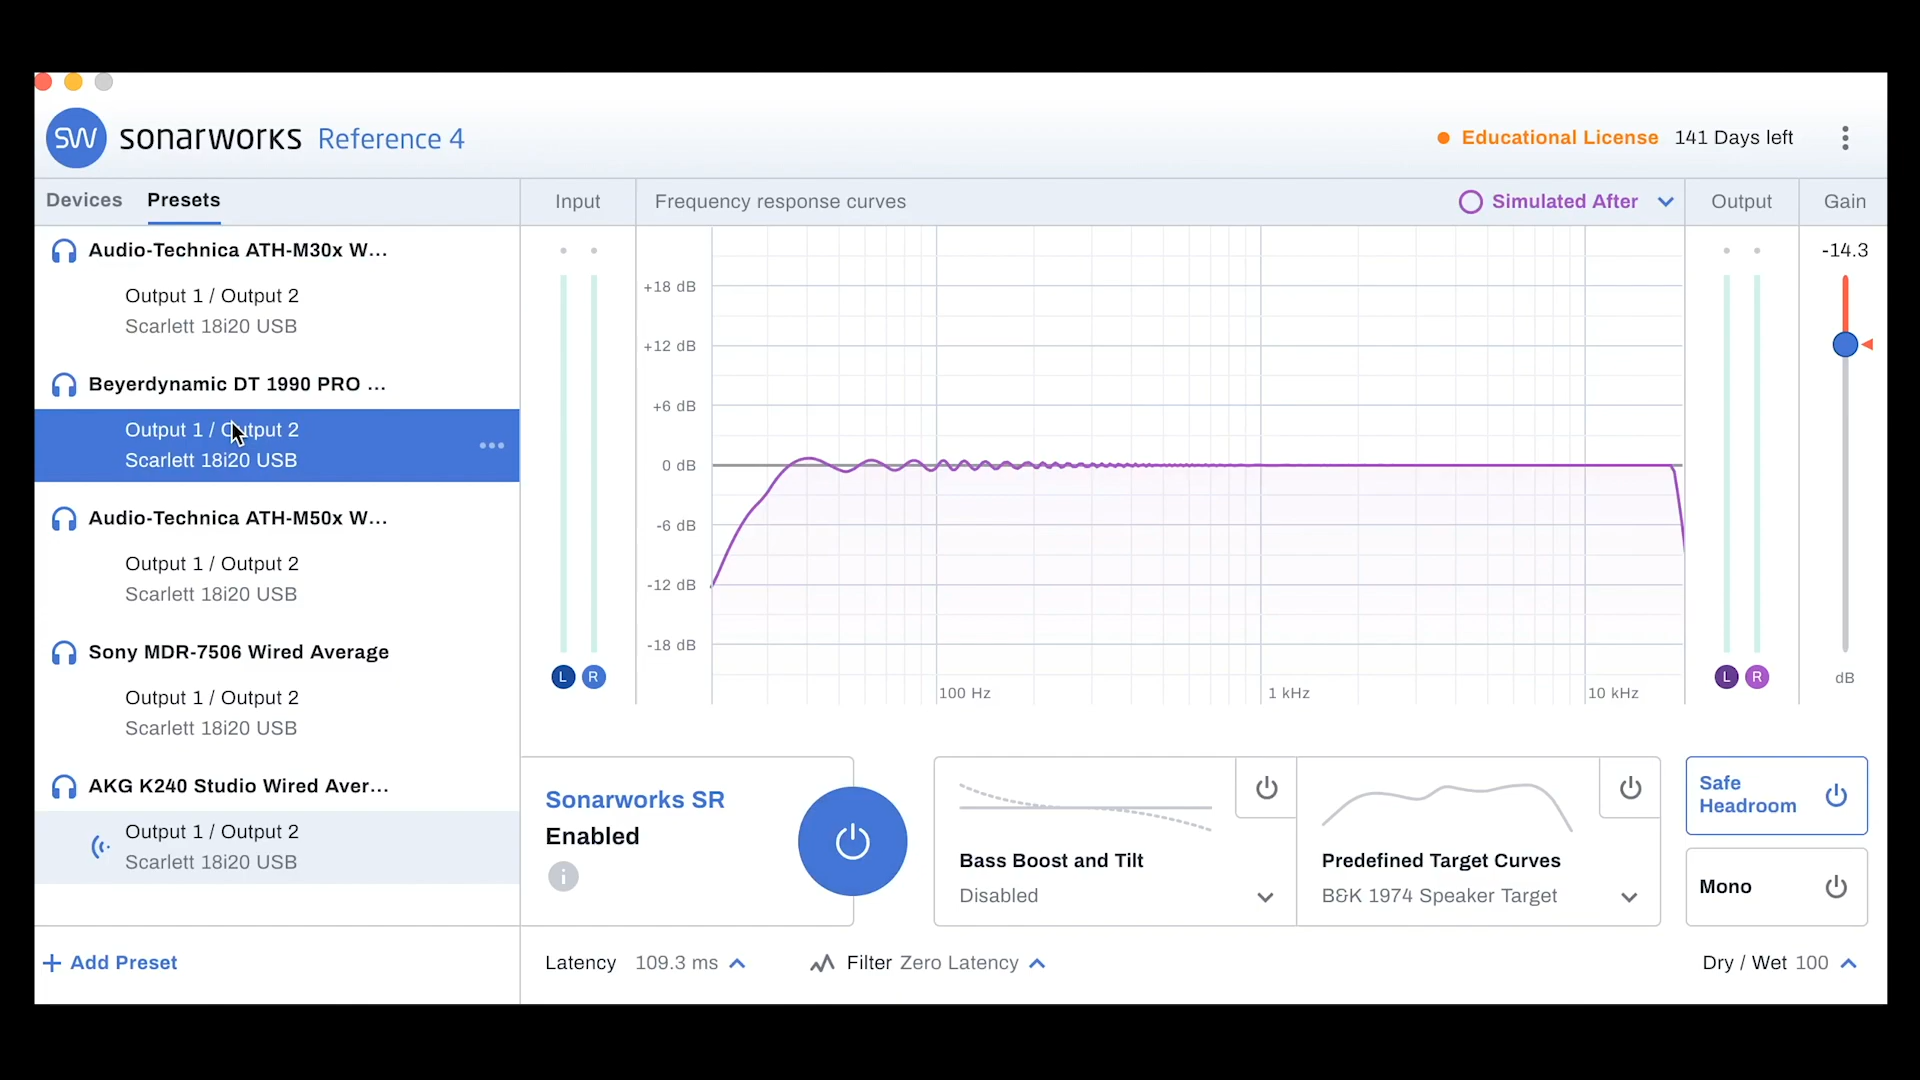 SW sonarworks Reference 4
Educational License 141 Days left
Devices Presets
Input
Frequency response curves
Simulated After
Output
Gain
Audio-Technica ATH-M30x W...
Output 1 / Output 2
Scarlett 18i20 USB
Beyerdynamic DT 1990 PRO ...
Output 1 / Output 2
Scarlett 18i20 USB
Audio-Technica ATH-M50x W...
Output 1 / Output 2
Scarlett 18i20 USB
Sony MDR-7506 Wired Average
Output 1 / Output 2
Scarlett 18i20 USB
AKG K240 Studio Wired Aver...
Output 1 / Output 2
Scarlett 18i20 USB
+ Add Preset
L R
+18 dB
+12 dB
+6 dB
0 dB
-6 dB
-12 dB
-18 dB
100 Hz 1 kHz 10 kHz
L R
-14.3
dB
Sonarworks SR
Enabled
i
Bass Boost and Tilt
Disabled
Predefined Target Curves
B&K 1974 Speaker Target
Safe
Headroom
Mono
Latency 109.3 ms
Filter Zero Latency
Dry / Wet 100